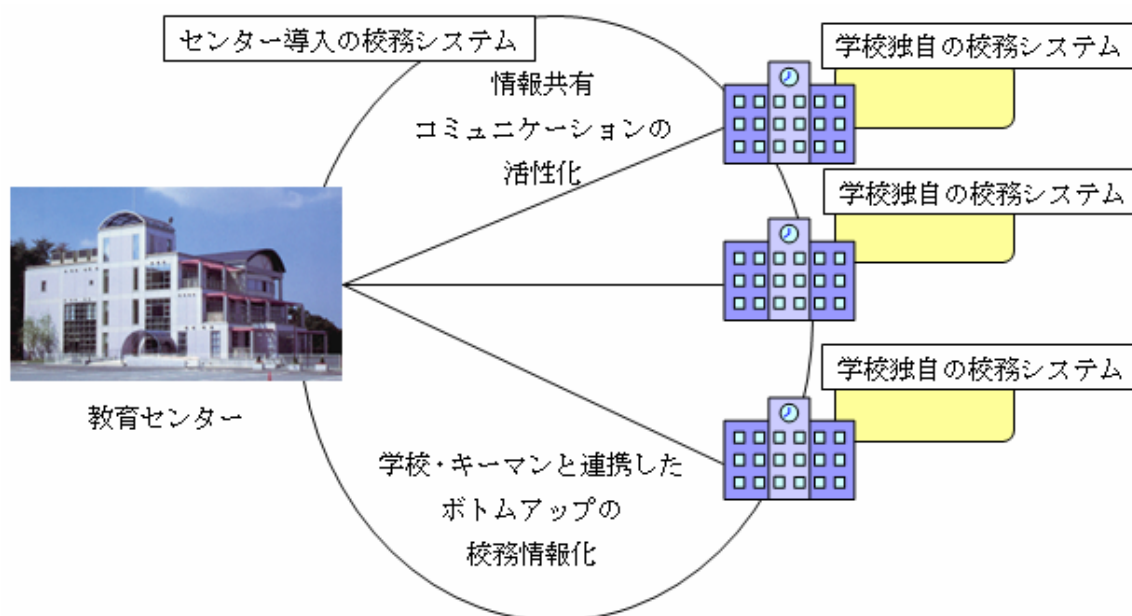 センター導入の校務システム
学校独自の校務システム
情報共有
コミュニケーションの
活性化
学校独自の校務システム
学校独自の校務システム
教育センター
学校・キーマンと連携した
ボトムアップの
校務情報化